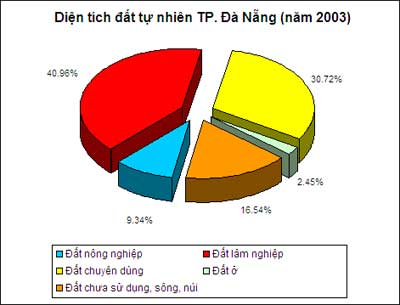 Diện tích đất tự nhiên TP. Đà Nẵng (năm 2003)
40.96%
30.72%
2.45%
16.54%
9.34%
Đất nông nghiệp
Đất lâm nghiệp
Đất chuyên dùng
Đất ở
Đất chưa sử dụng, sông, núi